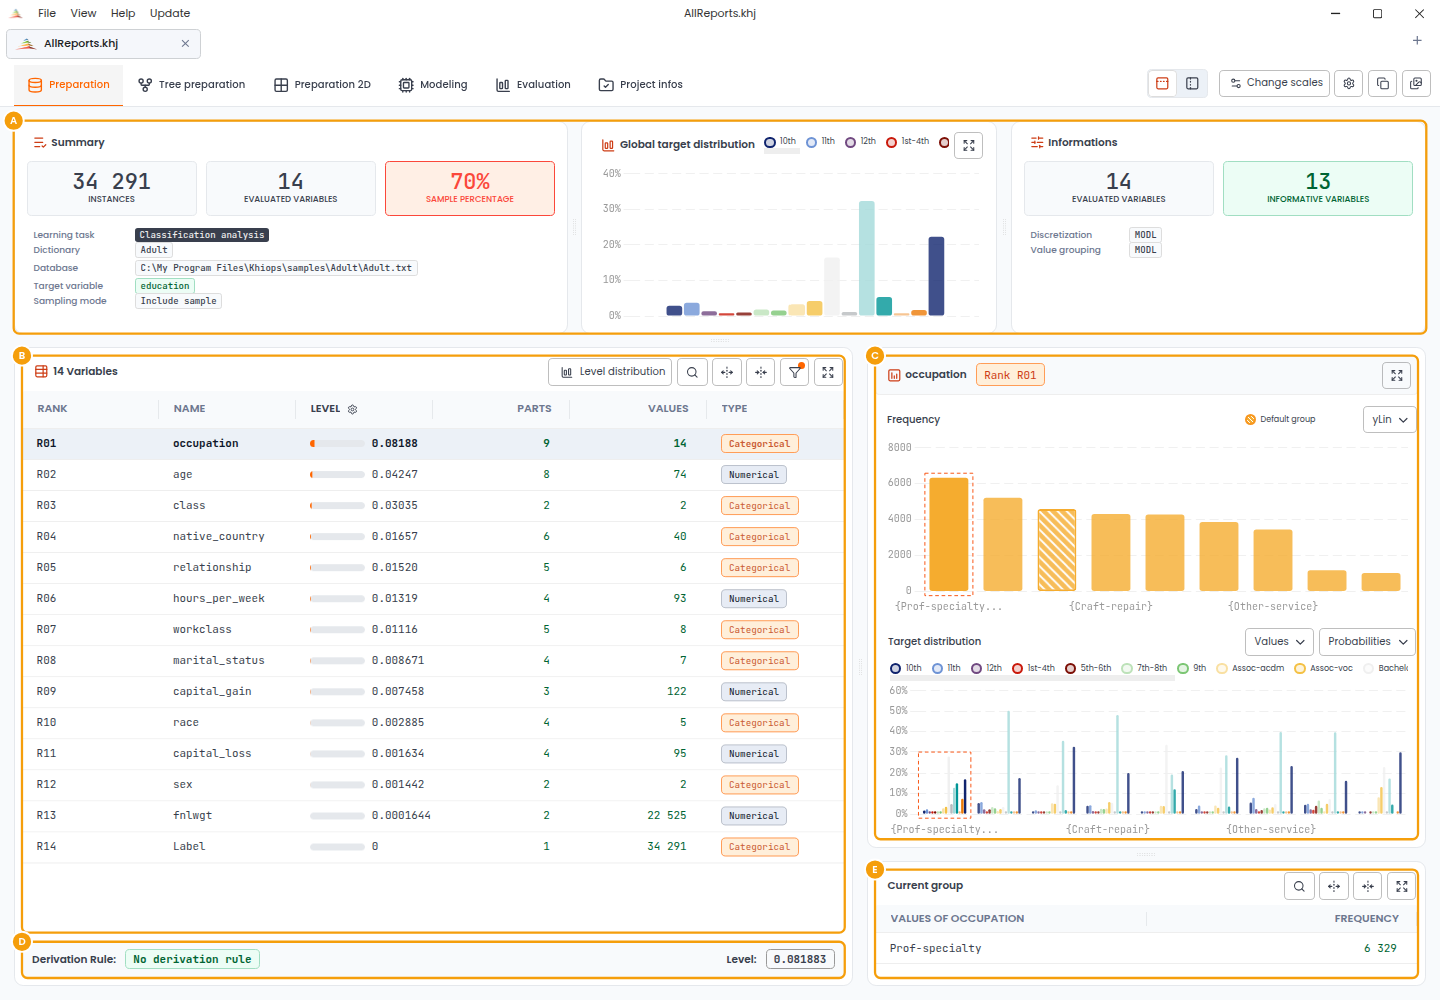 File View Help Update AllReports.khj
AllReports.khj
Preparation Tree preparation Preparation 2D Modeling Evaluation Project infos Change scales
A
Summary
34 291
INSTANCES
14
EVALUATED VARIABLES
70%
SAMPLE PERCENTAGE
Learning task Classification analysis
Dictionary Adult
Database C:\My Program Files\Khiops\samples\Adult\Adult.txt
Target variable education
Sampling mode Include sample
Global target distribution 10th 11th 12th 1st-4th
40%
30%
20%
10%
0%
Informations
14
EVALUATED VARIABLES
13
INFORMATIVE VARIABLES
Discretization MODL
Value grouping MODL
B
14 Variables Level distribution
RANK NAME LEVEL PARTS VALUES TYPE
R01 occupation 0.08188 9 14 Categorical
R02 age 0.04247 8 74 Numerical
R03 class 0.03035 2 2 Categorical
R04 native_country 0.01657 6 40 Categorical
R05 relationship 0.01520 5 6 Categorical
R06 hours_per_week 0.01319 4 93 Numerical
R07 workclass 0.01116 5 8 Categorical
R08 marital_status 0.008671 4 7 Categorical
R09 capital_gain 0.007458 3 122 Numerical
R10 race 0.002885 4 5 Categorical
R11 capital_loss 0.001634 4 95 Numerical
R12 sex 0.001442 2 2 Categorical
R13 fnlwgt 0.0001644 2 22 525 Numerical
R14 Label 0 1 34 291 Categorical
C
occupation Rank R01
Frequency Default group yLin
8000
6000
4000
2000
0
{Prof-specialty... {Craft-repair} {Other-service}
Target distribution Values Probabilities
10th 11th 12th 1st-4th 5th-6th 7th-8th 9th Assoc-acdm Assoc-voc Bachelo
60%
50%
40%
30%
20%
10%
0%
{Prof-specialty... {Craft-repair} {Other-service}
D
Derivation Rule: No derivation rule Level: 0.081883
E
Current group
VALUES OF OCCUPATION FREQUENCY
Prof-specialty 6 329